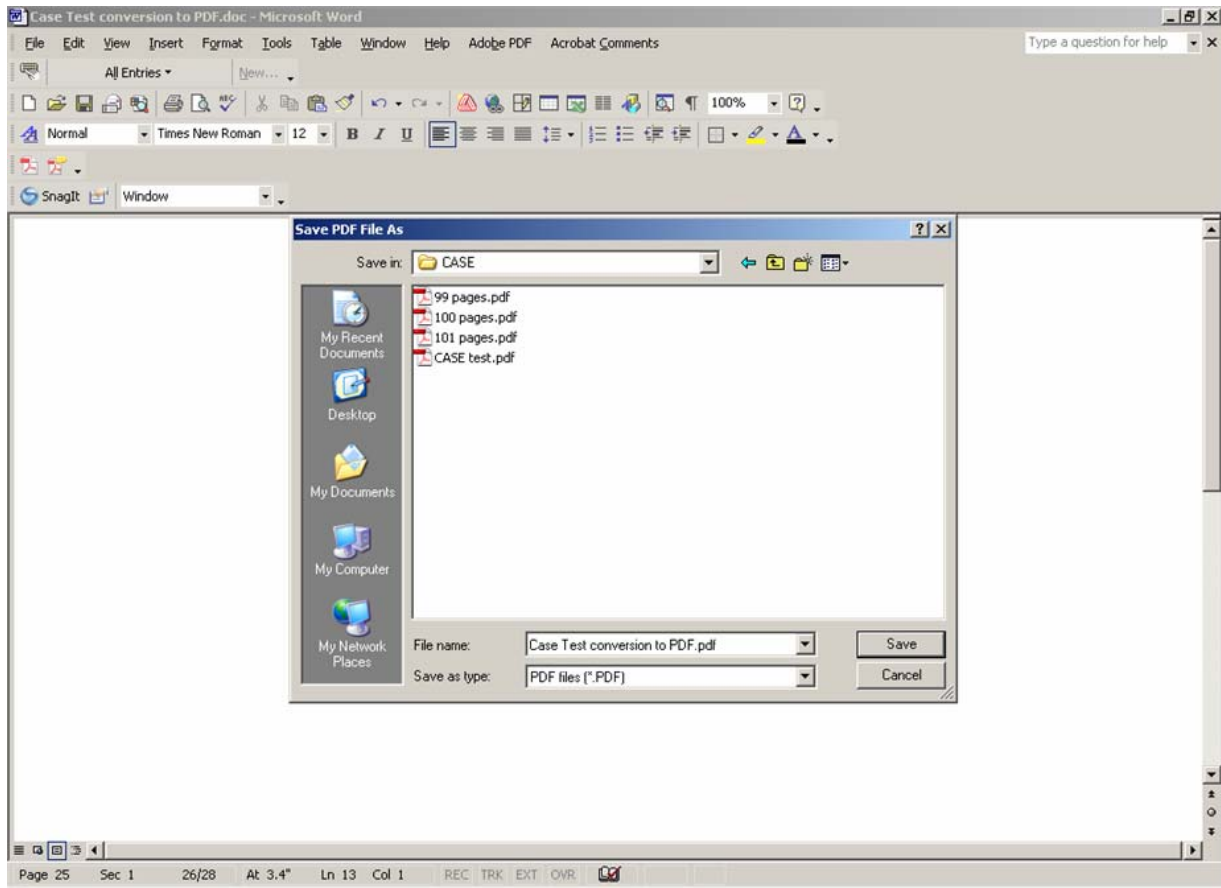 Case Test conversion to PDF.doc - Microsoft Word
File Edit View Insert Format Tools Table Window Help Adobe PDF Acrobat Comments Type a question for help
All Entries New...
100%
Normal Times New Roman 12 B I U A
SnagIt Window
Save PDF File As
Save in: CASE
99 pages.pdf
100 pages.pdf
101 pages.pdf
CASE test.pdf
My Recent
Documents
Desktop
My Documents
My Computer
My Network
Places
File name: Case Test conversion to PDF.pdf Save
Save as type: PDF files (*.PDF) Cancel
Page 25 Sec 1 26/28 At 3.4" Ln 13 Col 1 REC TRK EXT OVR